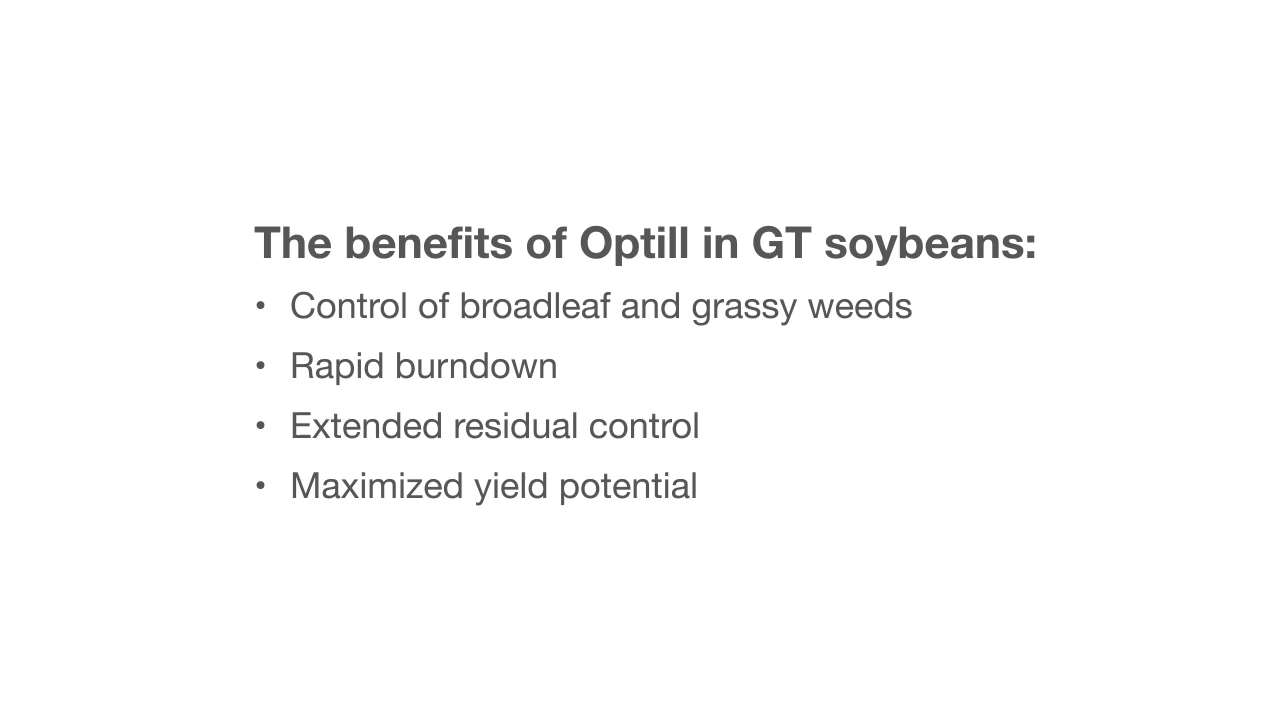 The benefits of Optill in GT soybeans:
• Control of broadleaf and grassy weeds
• Rapid burndown
• Extended residual control
• Maximized yield potential